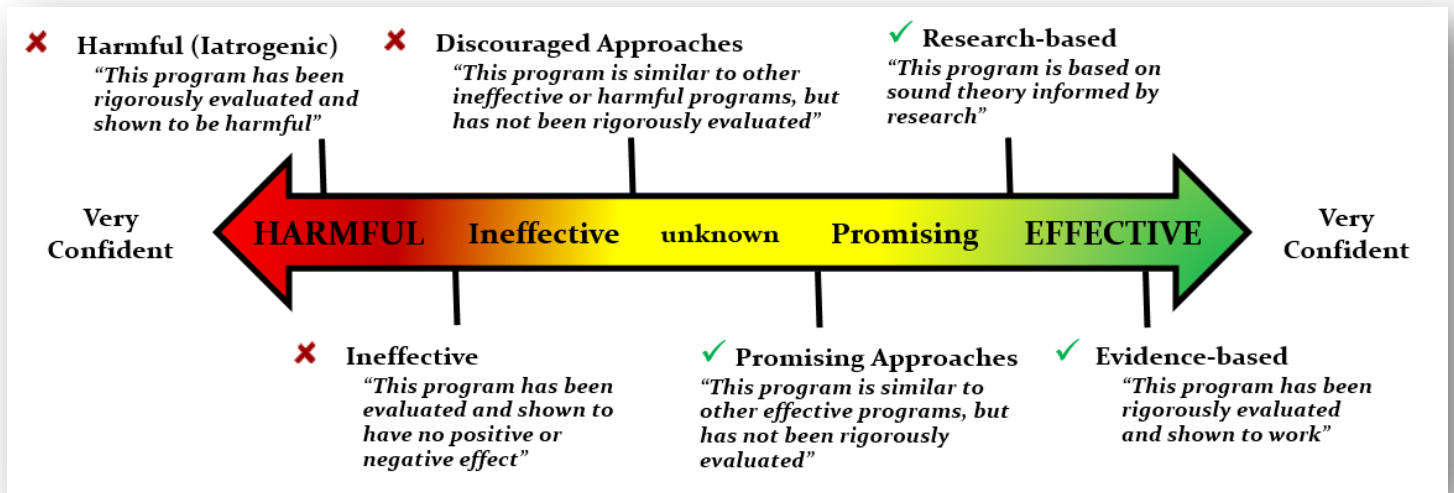 ✗ Harmful (Iatrogenic)
“This program has been
rigorously evaluated and
shown to be harmful”
✗ Discouraged Approaches
“This program is similar to other
ineffective or harmful programs, but
has not been rigorously evaluated”
✓ Research-based
“This program is based on
sound theory informed by
research”
Very
Confident
HARMFUL Ineffective unknown Promising EFFECTIVE
Very
Confident
✗ Ineffective
“This program has been
evaluated and shown to
have no positive or
negative effect”
✓ Promising Approaches
“This program is similar to
other effective programs, but
has not been rigorously
evaluated”
✓ Evidence-based
“This program has been
rigorously evaluated
and shown to work”